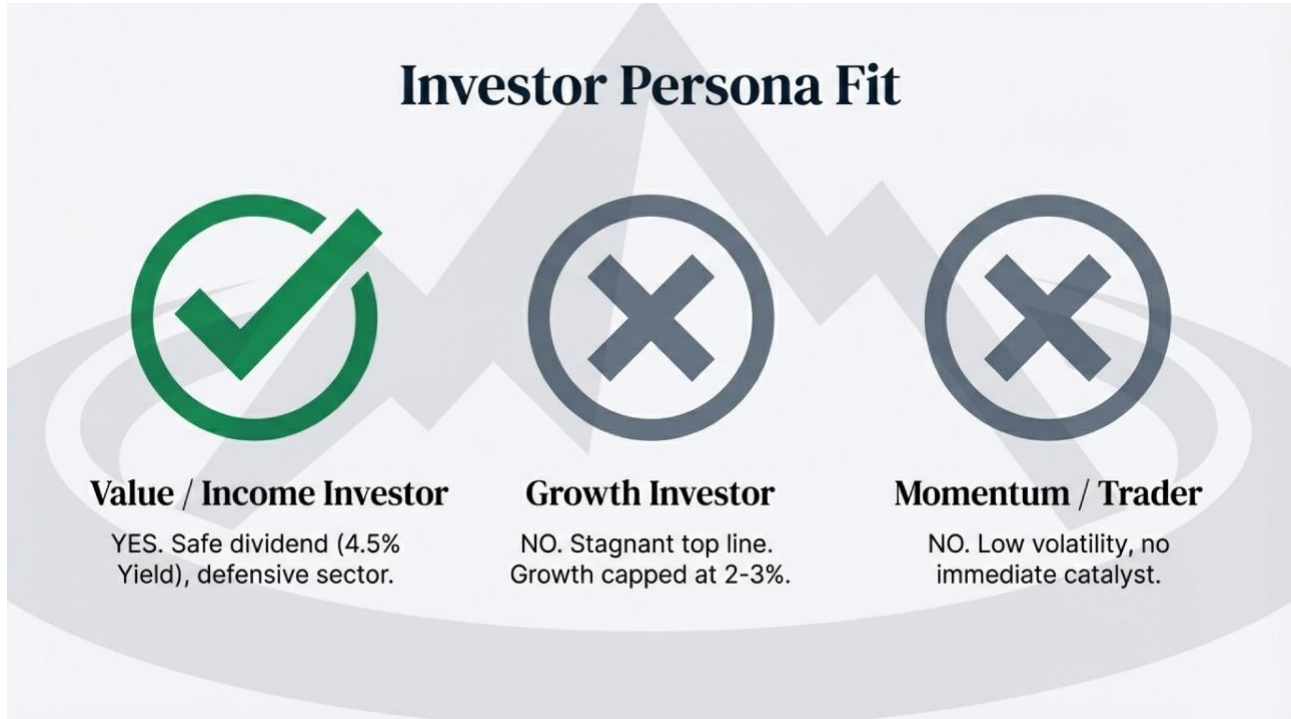 Investor Persona Fit
Value / Income Investor
YES. Safe dividend (4.5%
Yield), defensive sector.
Growth Investor
NO. Stagnant top line.
Growth capped at 2-3%.
Momentum / Trader
NO. Low volatility, no
immediate catalyst.